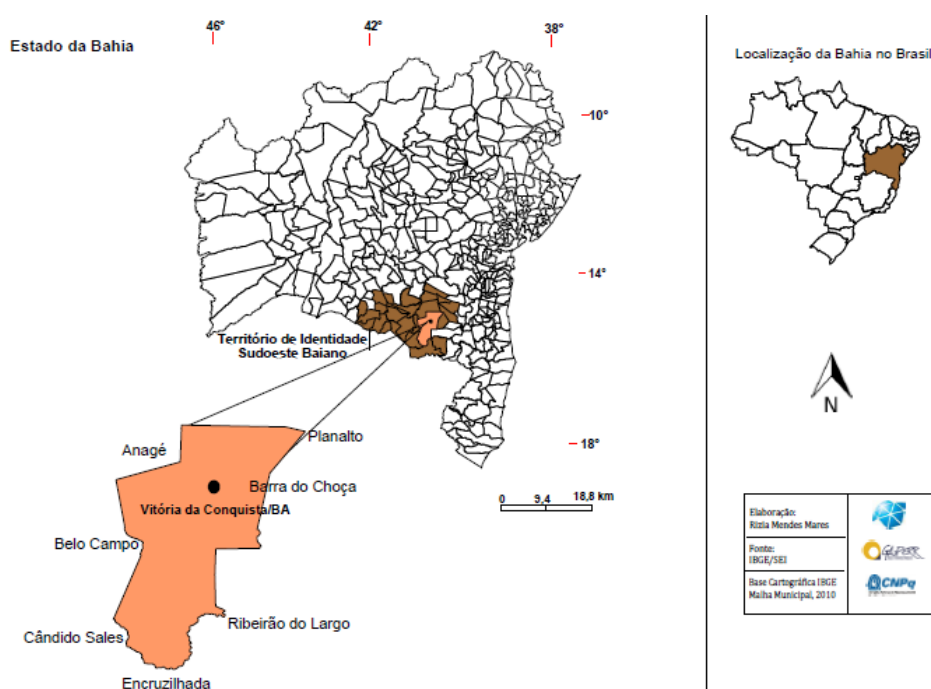 Estado da Bahia
46°
42°
38°
10°
14°
18°
Território de Identidade
Sudoeste Baiano
Anagé
Planalto
Barra do Choça
Vitória da Conquista/BA
Belo Campo
Cândido Sales
Ribeirão do Largo
Encruzilhada
0 9,4 18,8 km
Localização da Bahia no Brasil
N
Elaboração:
Rizia Mendes Mares
Fonte:
IBGE/SEI
Base Cartográfica IBGE
Malha Municipal, 2010
CNPq